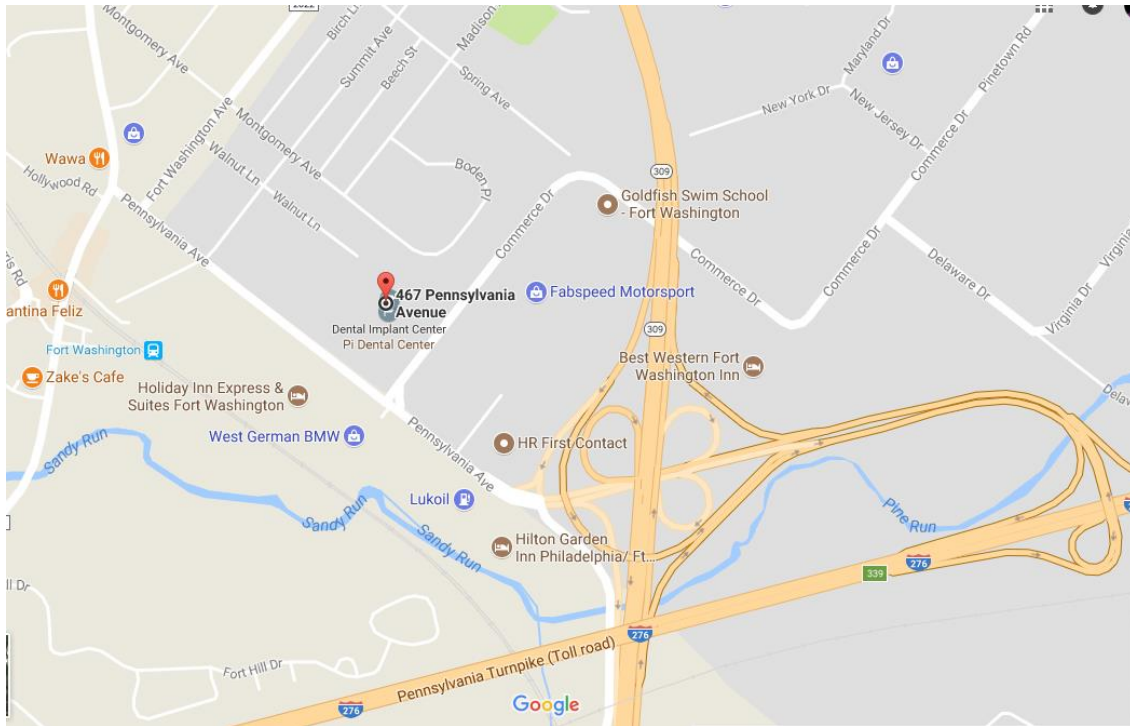 2022
Montgomery Ave
Birch Ln
Summit Ave
Beech St
Madison
Spring Ave
Maryland Dr
Pinetown Rd
New York Dr
New Jersey Dr
Commerce Dr
Wawa
Hollywood Rd
Fort Washington Ave
Walnut Ln
Montgomery Ave
Boden Pl
309
Goldfish Swim School
- Fort Washington
Pennsylvania Ave
Walnut Ln
Commerce Dr
Commerce Dr
Commerce Dr
Delaware Dr
Virginia Dr
Virginia
467 Pennsylvania
Avenue
Dental Implant Center
Pi Dental Center
Fabspeed Motorsport
antina Feliz
ris Rd
309
Fort Washington
Best Western Fort
Washington Inn
Zake's Cafe
Holiday Inn Express &
Suites Fort Washington
Delaw
West German BMW
Pennsylvania Ave
HR First Contact
Sandy Run
Lukoil
Sandy Run
Sandy Run
Pine Run
Hilton Garden
Inn Philadelphia/ Ft...
276
339
ll Dr
276
Fort Hill Dr
Pennsylvania Turnpike (Toll road)
276
Google